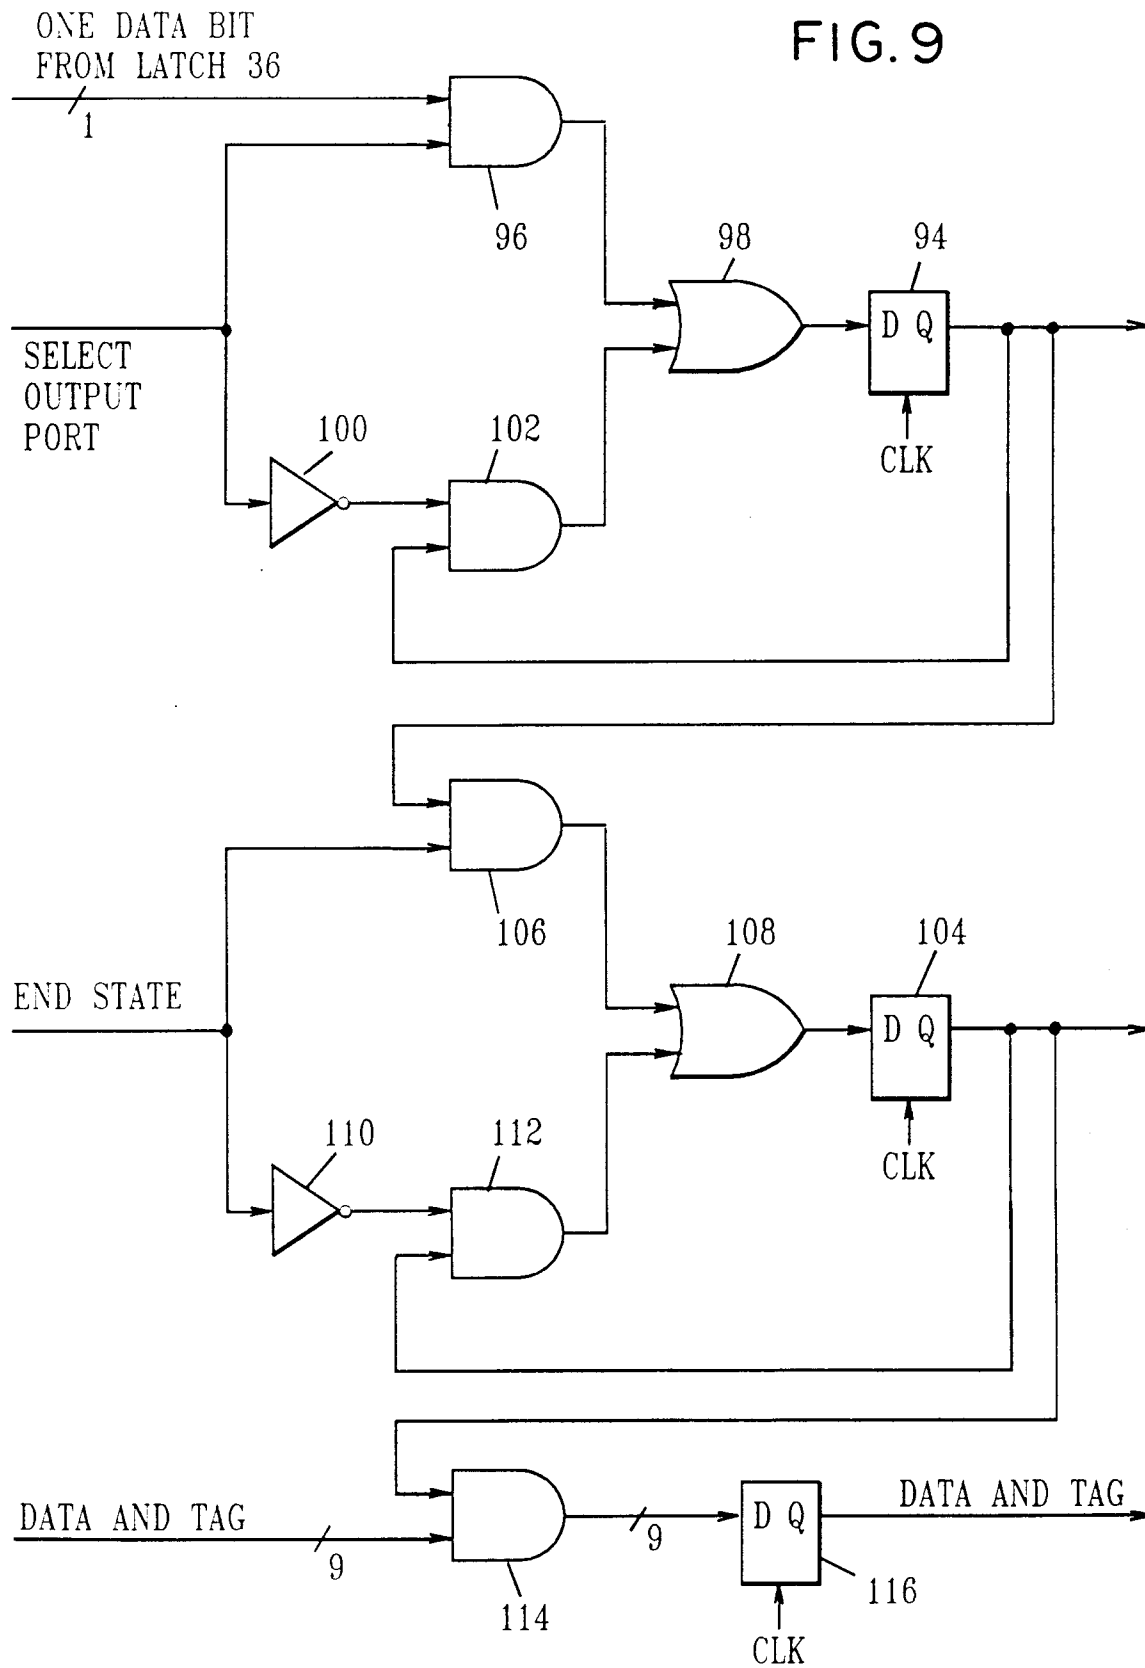 FIG. 9
ONE DATA BIT
FROM LATCH 36
1
96
98
94
D Q
SELECT
OUTPUT
PORT
100
102
CLK
106
108
104
END STATE
D Q
110
112
CLK
DATA AND TAG
9
114
9
D Q
DATA AND TAG
116
CLK